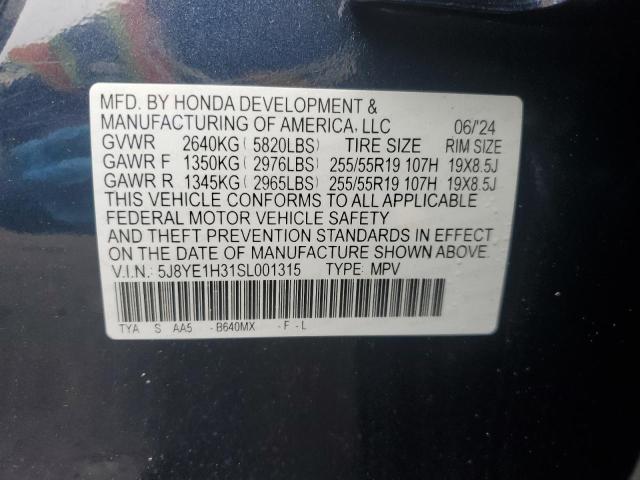 MFD. BY HONDA DEVELOPMENT &
MANUFACTURING OF AMERICA, LLC 06/'24
GVWR 2640KG( 5820LBS) TIRE SIZE RIM SIZE
GAWR F 1350KG( 2976LBS) 255/55R19 107H 19X8.5J
GAWR R 1345KG( 2965LBS) 255/55R19 107H 19X8.5J
THIS VEHICLE CONFORMS TO ALL APPLICABLE
FEDERAL MOTOR VEHICLE SAFETY
AND THEFT PREVENTION STANDARDS IN EFFECT
ON THE DATE OF MANUFACTURE SHOWN ABOVE.
V.I.N.: 5J8YE1H31SL001315 TYPE: MPV
TYA S AA5 -B640MX -F -L